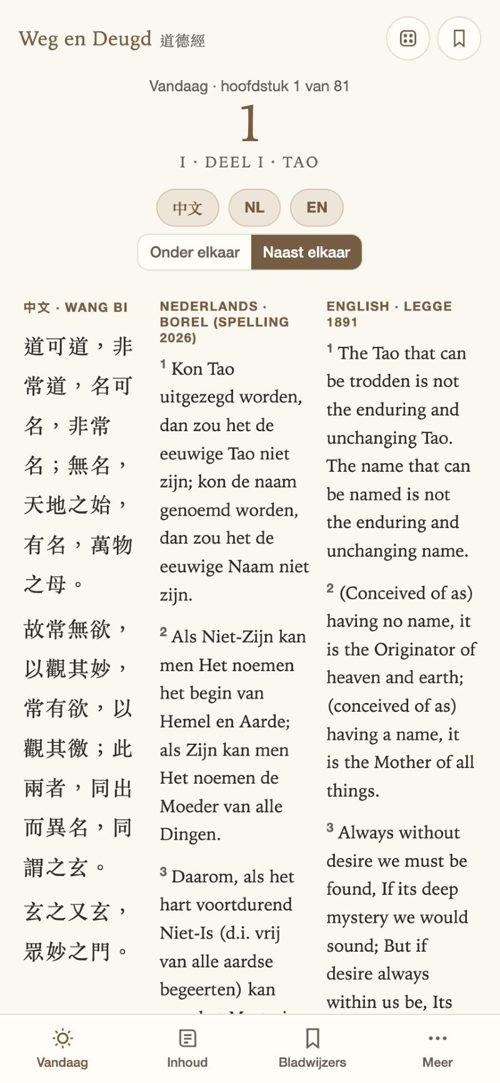 Weg en Deugd 道德經
Vandaag · hoofdstuk 1 van 81
1
I · DEEL I · TAO
中文 NL EN
Onder elkaar Naast elkaar
中文 · WANG BI
道可道，非
常道，名可
名，非常
名；無名，
天地之始，
有名，萬物
之母。
故常無欲，
以觀其妙，
常有欲，以
觀其徼；此
兩者，同出
而異名，同
謂之玄。
玄之又玄，
眾妙之門。
NEDERLANDS ·
BOREL (SPELLING
2026)
1 Kon Tao
uitgezegd worden,
dan zou het de
eeuwige Tao niet
zijn; kon de naam
genoemd worden,
dan zou het de
eeuwige Naam niet
zijn.
2 Als Niet-Zijn kan
men Het noemen
het begin van
Hemel en Aarde;
als Zijn kan men
Het noemen de
Moeder van alle
Dingen.
3 Daarom, als het
hart voortdurend
Niet-Is (d.i. vrij
van alle aardse
begeerten) kan
ENGLISH · LEGGE
1891
1 The Tao that can
be trodden is not
the enduring and
unchanging Tao.
The name that can
be named is not
the enduring and
unchanging name.
2 (Conceived of as)
having no name, it
is the Originator of
heaven and earth;
(conceived of as)
having a name, it
is the Mother of all
things.
3 Always without
desire we must be
found, If its deep
mystery we would
sound; But if
desire always
within us be, Its
Vandaag Inhoud Bladwijzers Meer